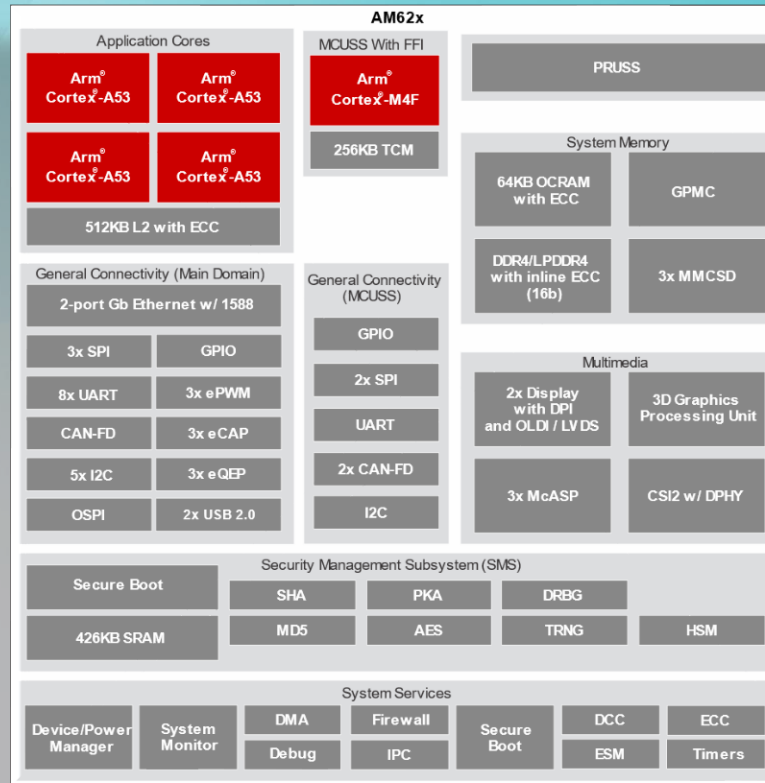 AM62x
Application Cores
Arm®
Cortex®-A53
Arm®
Cortex®-A53
Arm®
Cortex®-A53
Arm®
Cortex®-A53
512KB L2 with ECC
MCUSS With FFI
Arm®
Cortex®-M4F
256KB TCM
PRUSS
System Memory
64KB OCRAM
with ECC
GPMC
DDR4/LPDDR4
with inline ECC
(16b)
3x MMCSD
General Connectivity (Main Domain)
2-port Gb Ethernet w/ 1588
3x SPI
GPIO
8x UART
3x ePWM
CAN-FD
3x eCAP
5x I2C
3x eQEP
OSPI
2x USB 2.0
General Connectivity
(MCUSS)
GPIO
2x SPI
UART
2x CAN-FD
I2C
Multimedia
2x Display
with DPI
and OLDI / LVDS
3D Graphics
Processing Unit
3x McASP
CSI2 w/ DPHY
Security Management Subsystem (SMS)
Secure Boot
SHA
PKA
DRBG
426KB SRAM
MD5
AES
TRNG
HSM
System Services
Device/Power
Manager
System
Monitor
DMA
Firewall
Secure
Boot
DCC
ECC
Debug
IPC
ESM
Timers